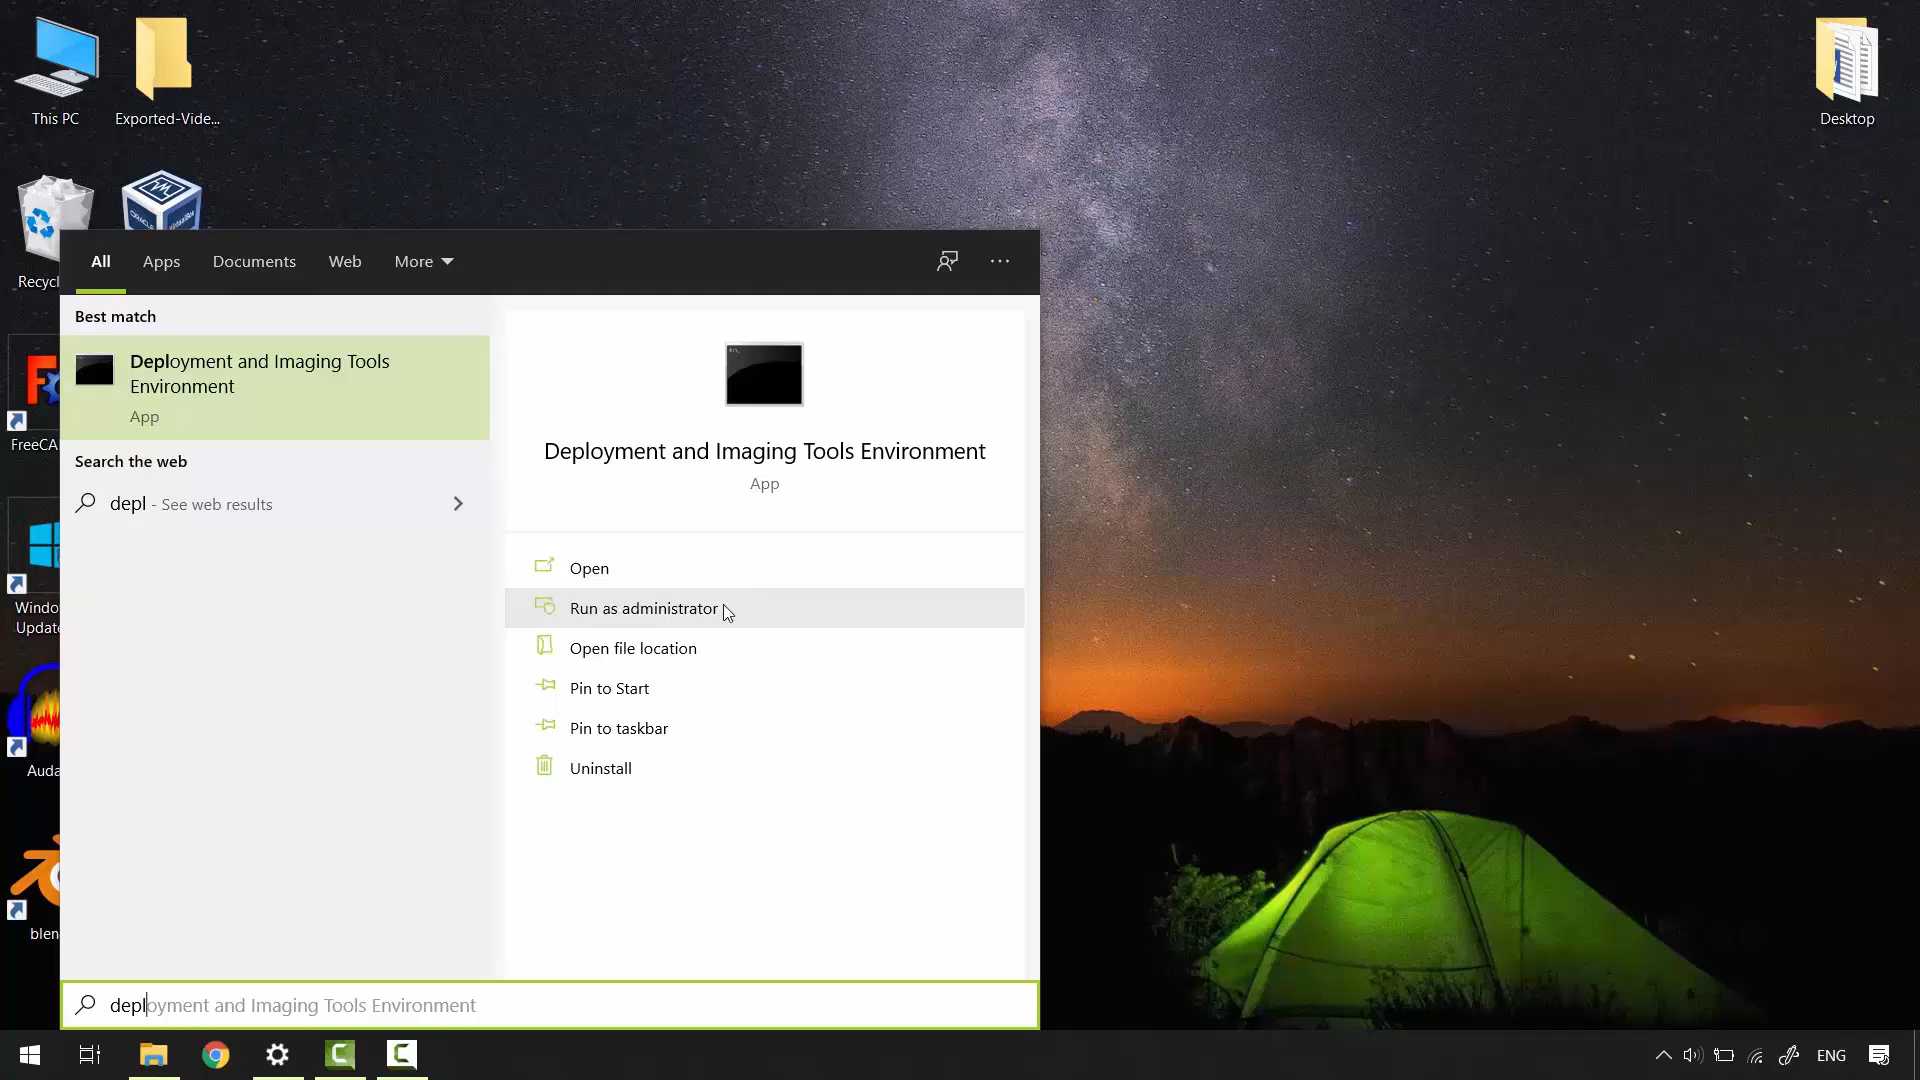 This PC
Exported-Vide...
Desktop
Recycl
FreeCA
Windo
Update
Auda
blen
All
Apps
Documents
Web
More
Best match
Deployment and Imaging Tools
Environment
App
Search the web
depl - See web results
Deployment and Imaging Tools Environment
App
Open
Run as administrator
Open file location
Pin to Start
Pin to taskbar
Uninstall
deployment and Imaging Tools Environment
ENG